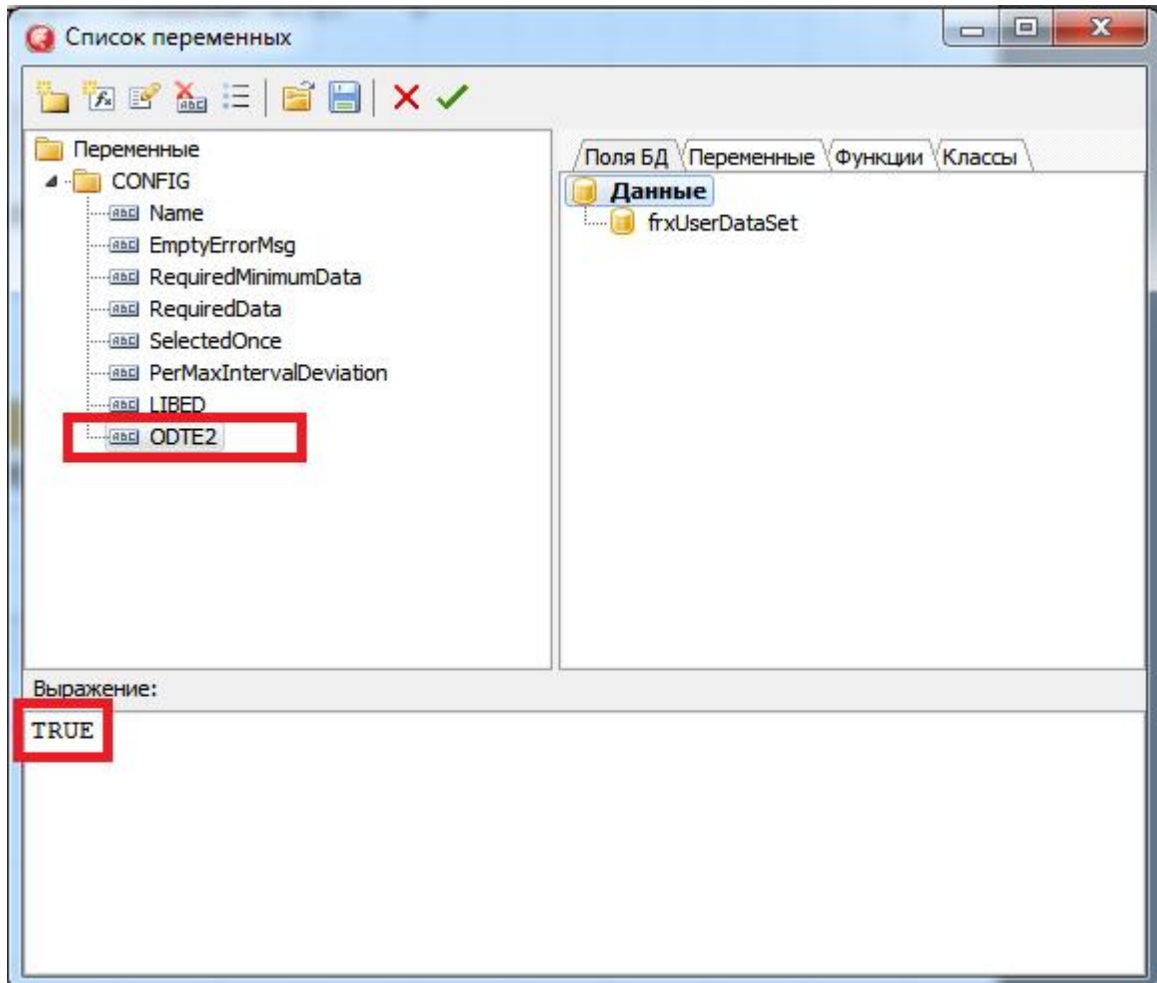 Список переменных
Переменные
CONFIG
Name
EmptyErrorMsg
RequiredMinimumData
RequiredData
SelectedOnce
PerMaxIntervalDeviation
LIBED
ODTE2
Поля БД Переменные Функции Классы
Данные
frxUserDataSet
Выражение:
TRUE